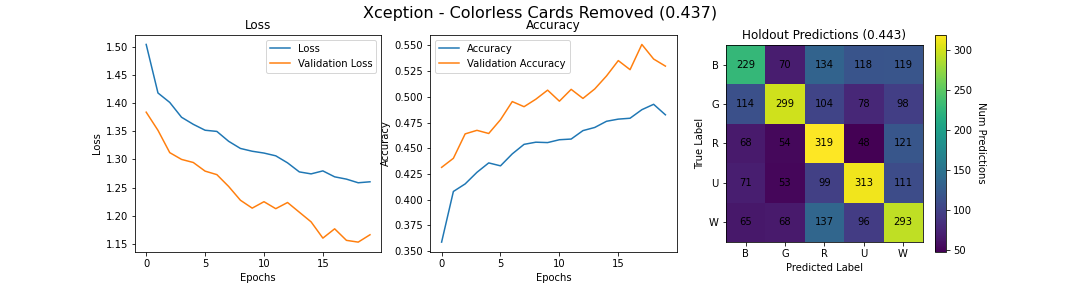 Xception - Colorless Cards Removed (0.437)
Loss
Loss
Validation Loss
1.50
1.45
1.40
1.35
1.30
1.25
1.20
1.15
Loss
0
5
10
15
Epochs
Accuracy
Accuracy
Validation Accuracy
0.550
0.525
0.500
0.475
0.450
0.425
0.400
0.375
0.350
Accuracy
0
5
10
15
Epochs
Holdout Predictions (0.443)
True Label
B 229 70 134 118 119
G 114 299 104 78 98
R 68 54 319 48 121
U 71 53 99 313 111
W 65 68 137 96 293
B G R U W
Predicted Label
300
250
200
150
100
50
Num Predictions